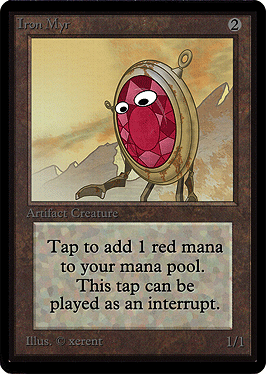 Iron Myr 2
Artifact Creature
Tap to add 1 red mana
to your mana pool.
This tap can be
played as an interrupt.
Illus. © xerent 1/1